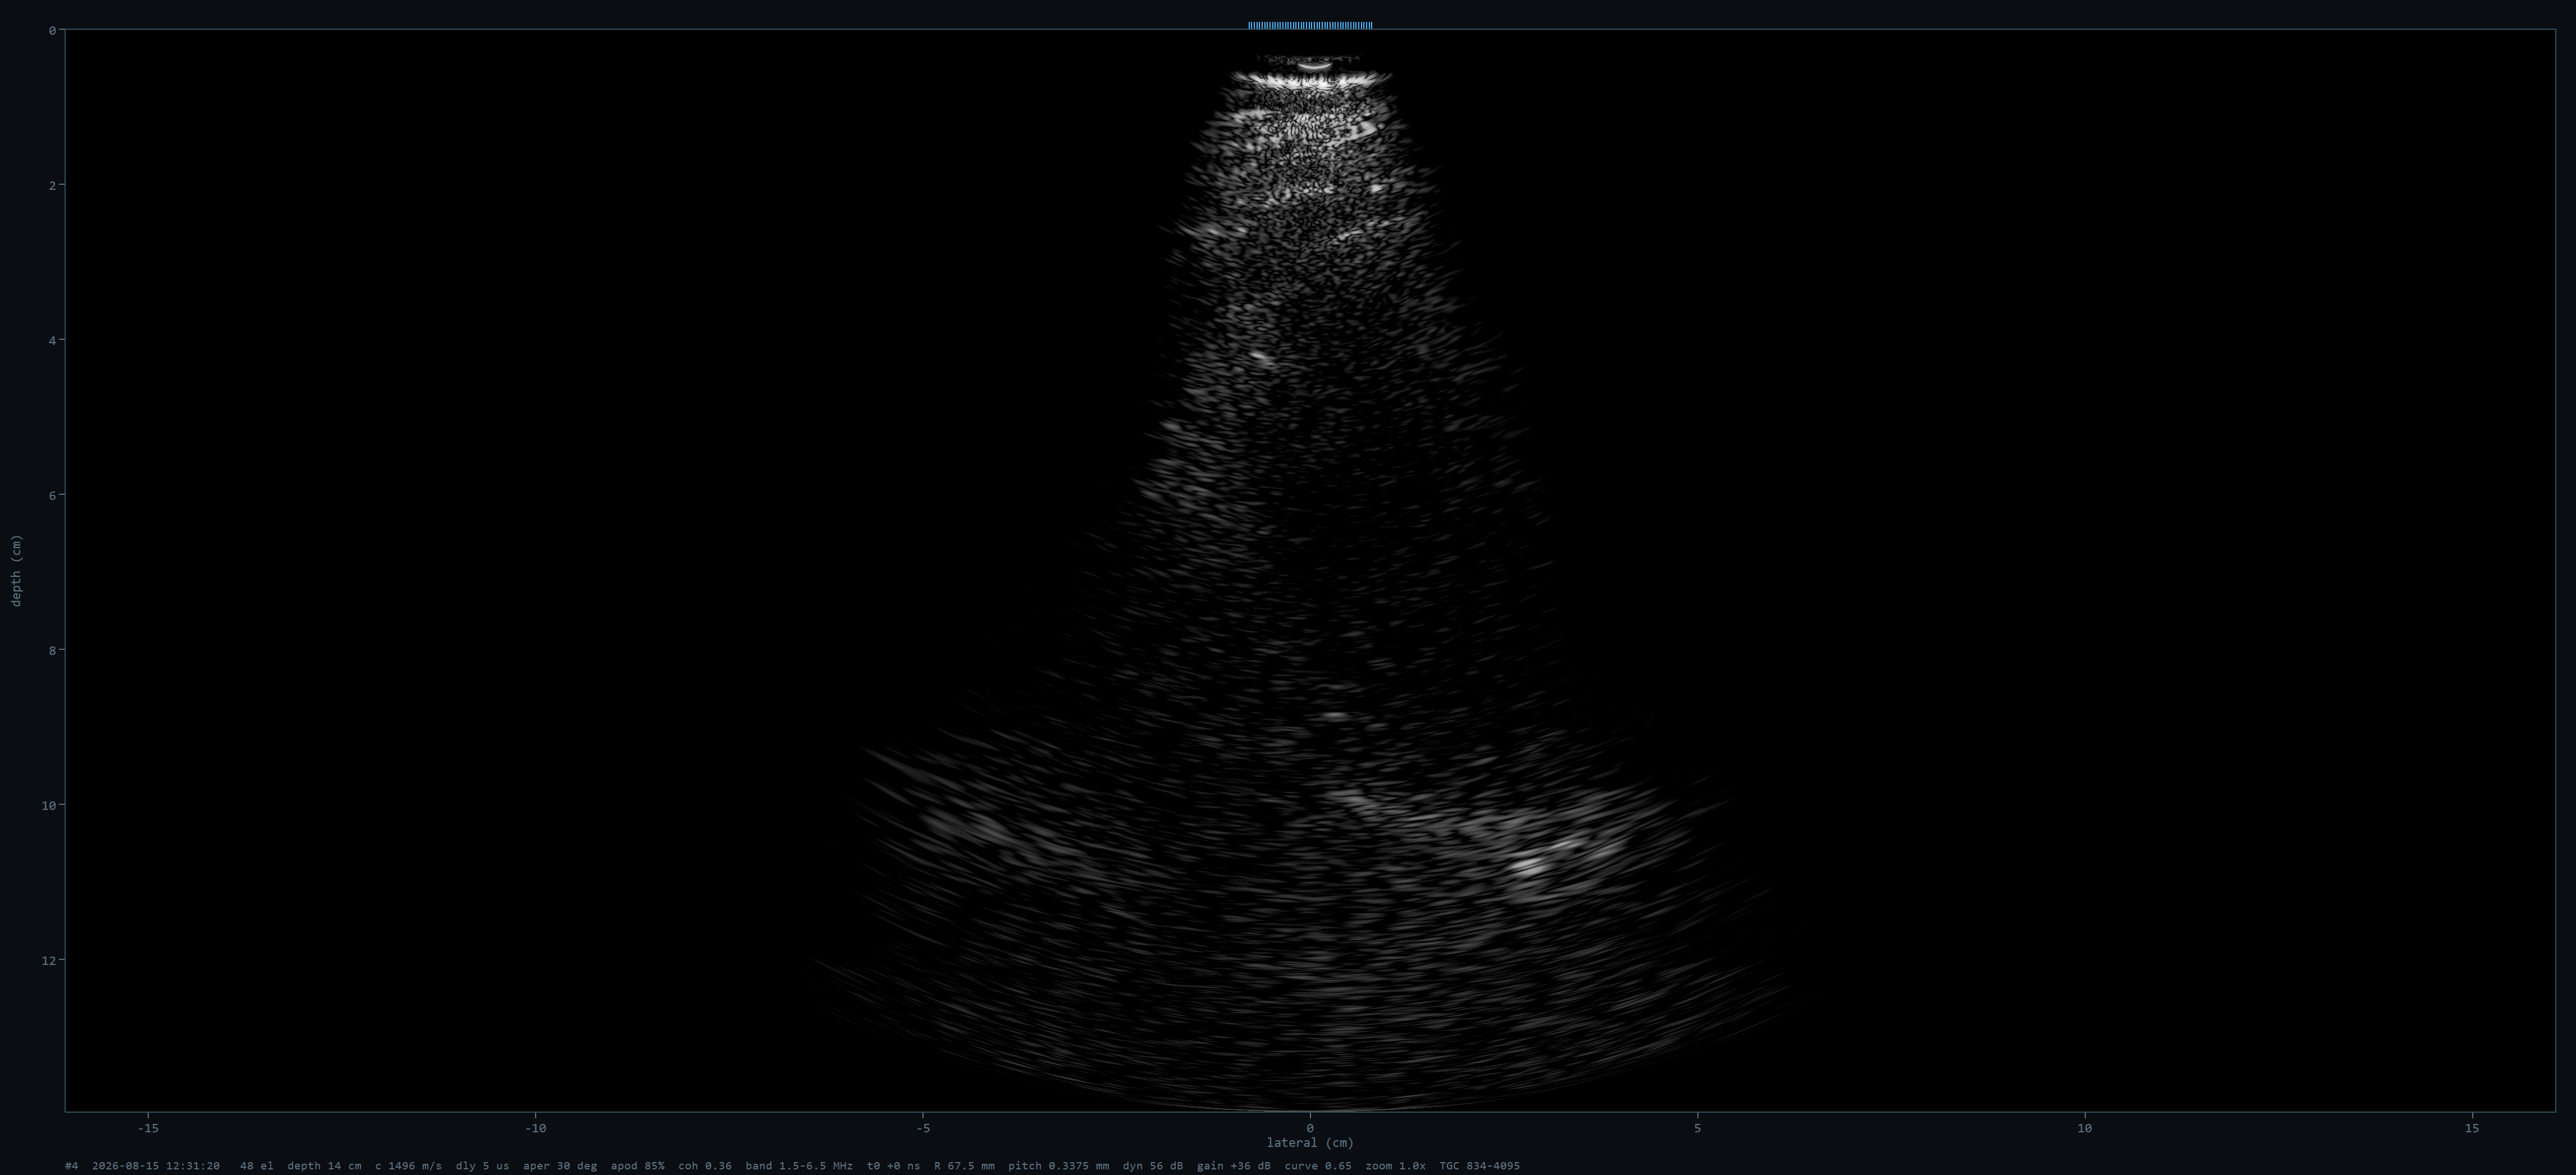 0
2
4
6
8
10
12
depth (cm)
-15 -10 -5 0 5 10 15
lateral (cm)
#4 2026-08-15 12:31:20 48 el depth 14 cm c 1496 m/s dly 5 us aper 30 deg apod 85% coh 0.36 band 1.5-6.5 MHz t0 +0 ns R 67.5 mm pitch 0.3375 mm dyn 56 dB gain +36 dB curve 0.65 zoom 1.0x TGC 834-4095